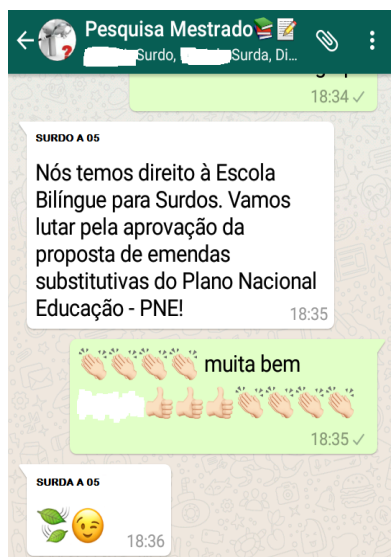 Pesquisa Mestrado📚📝
Surdo, Surda, Di...
18:34
SURDO A 05
Nós temos direito à Escola
Bilíngue para Surdos. Vamos
lutar pela aprovação da
proposta de emendas
substitutivas do Plano Nacional
Educação - PNE!
18:35
👏🏻👏🏻👏🏻👏🏻 muita bem
👍🏻👍🏻👍🏻👏🏻👏🏻👏🏻👏🏻
18:35
SURDA A 05
🍃😉
18:36